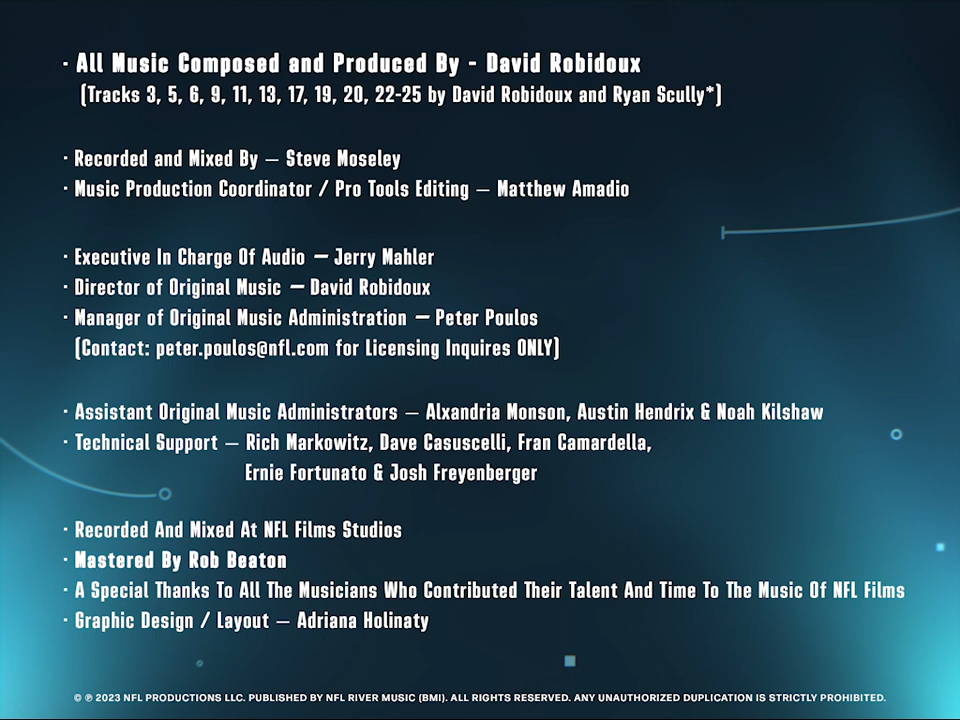 · All Music Composed and Produced By - David Robidoux
(Tracks 3, 5, 6, 9, 11, 13, 17, 19, 20, 22-25 by David Robidoux and Ryan Scully*)
· Recorded and Mixed By – Steve Moseley
· Music Production Coordinator / Pro Tools Editing – Matthew Amadio
· Executive In Charge Of Audio – Jerry Mahler
· Director of Original Music – David Robidoux
· Manager of Original Music Administration – Peter Poulos
(Contact: peter.poulos@nfl.com for Licensing Inquires ONLY)
· Assistant Original Music Administrators – Alxandria Monson, Austin Hendrix & Noah Kilshaw
· Technical Support – Rich Markowitz, Dave Casuscelli, Fran Camardella,
Ernie Fortunato & Josh Freyenberger
· Recorded And Mixed At NFL Films Studios
· Mastered By Rob Beaton
· A Special Thanks To All The Musicians Who Contributed Their Talent And Time To The Music Of NFL Films
· Graphic Design / Layout – Adriana Holinaty
© ℗ 2023 NFL PRODUCTIONS LLC. PUBLISHED BY NFL RIVER MUSIC (BMI). ALL RIGHTS RESERVED. ANY UNAUTHORIZED DUPLICATION IS STRICTLY PROHIBITED.